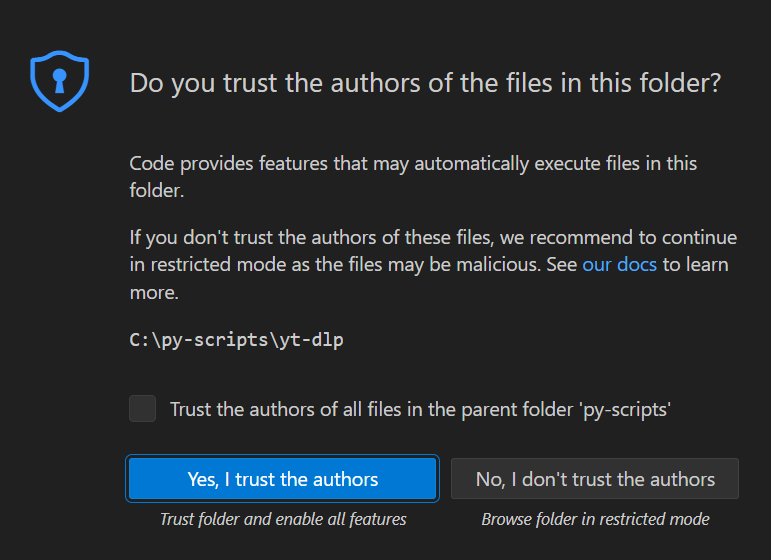 Do you trust the authors of the files in this folder?
Code provides features that may automatically execute files in this
folder.
If you don't trust the authors of these files, we recommend to continue
in restricted mode as the files may be malicious. See our docs to learn
more.
C:\py-scripts\yt-dlp
Trust the authors of all files in the parent folder 'py-scripts'
Yes, I trust the authors
No, I don't trust the authors
Trust folder and enable all features
Browse folder in restricted mode